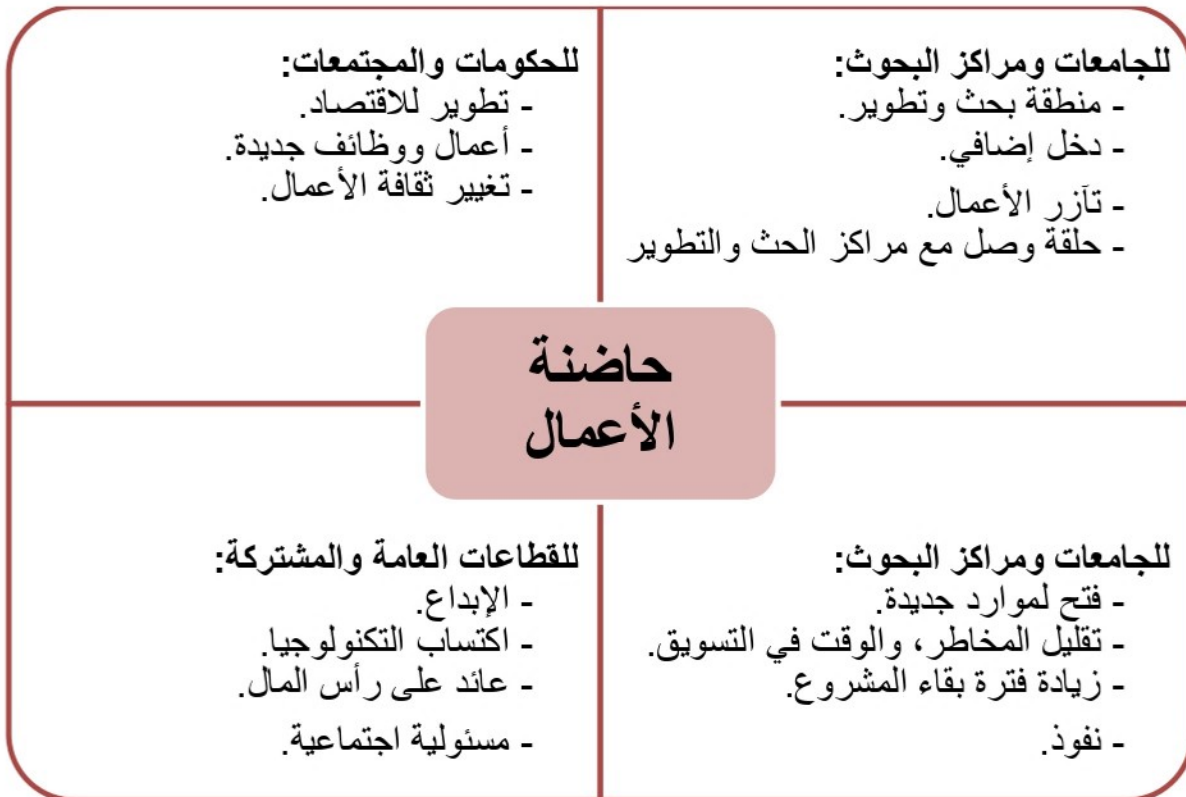 للجامعات ومراكز البحوث:
- منطقة بحث وتطوير.
- دخل إضافي.
- تآزر الأعمال.
- حلقة وصل مع مراكز الحث والتطوير
للحكومات والمجتمعات:
- تطوير للاقتصاد.
- أعمال ووظائف جديدة.
- تغيير ثقافة الأعمال.
حاضنة
الأعمال
للجامعات ومراكز البحوث:
- فتح لموارد جديدة.
- تقليل المخاطر، والوقت في التسويق.
- زيادة فترة بقاء المشروع.
- نفوذ.
للقطاعات العامة والمشتركة:
- الإبداع.
- اكتساب التكنولوجيا.
- عائد على رأس المال.
- مسئولية اجتماعية.